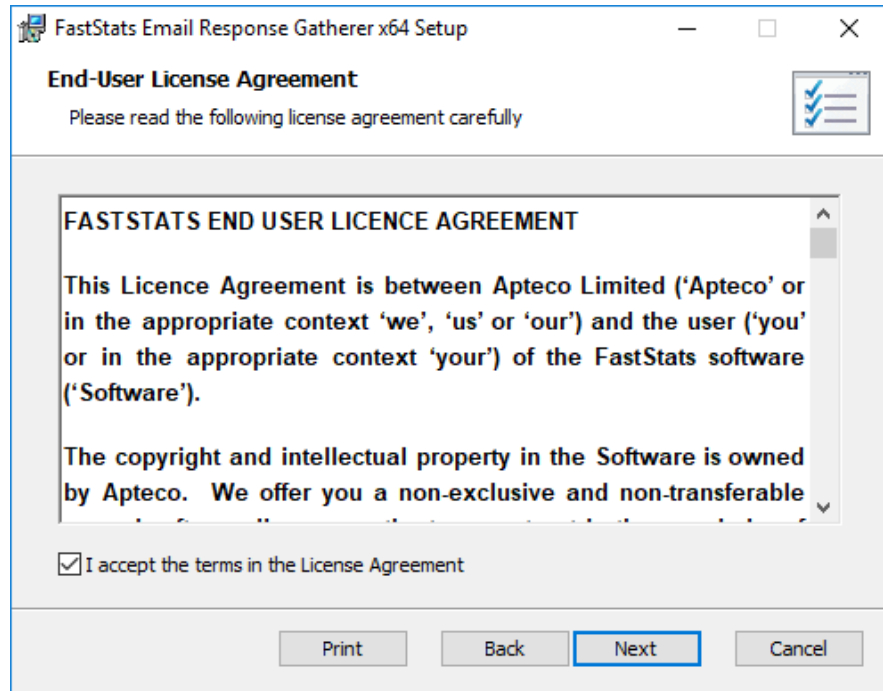 FastStats Email Response Gatherer x64 Setup
End-User License Agreement
Please read the following license agreement carefully
FASTSTATS END USER LICENCE AGREEMENT
This Licence Agreement is between Apteco Limited (‘Apteco’ or
in the appropriate context ‘we’, ‘us’ or ‘our’) and the user (‘you’
or in the appropriate context ‘your’) of the FastStats software
(‘Software’).
The copyright and intellectual property in the Software is owned
by Apteco.  We offer you a non-exclusive and non-transferable
I accept the terms in the License Agreement
Print Back Next Cancel